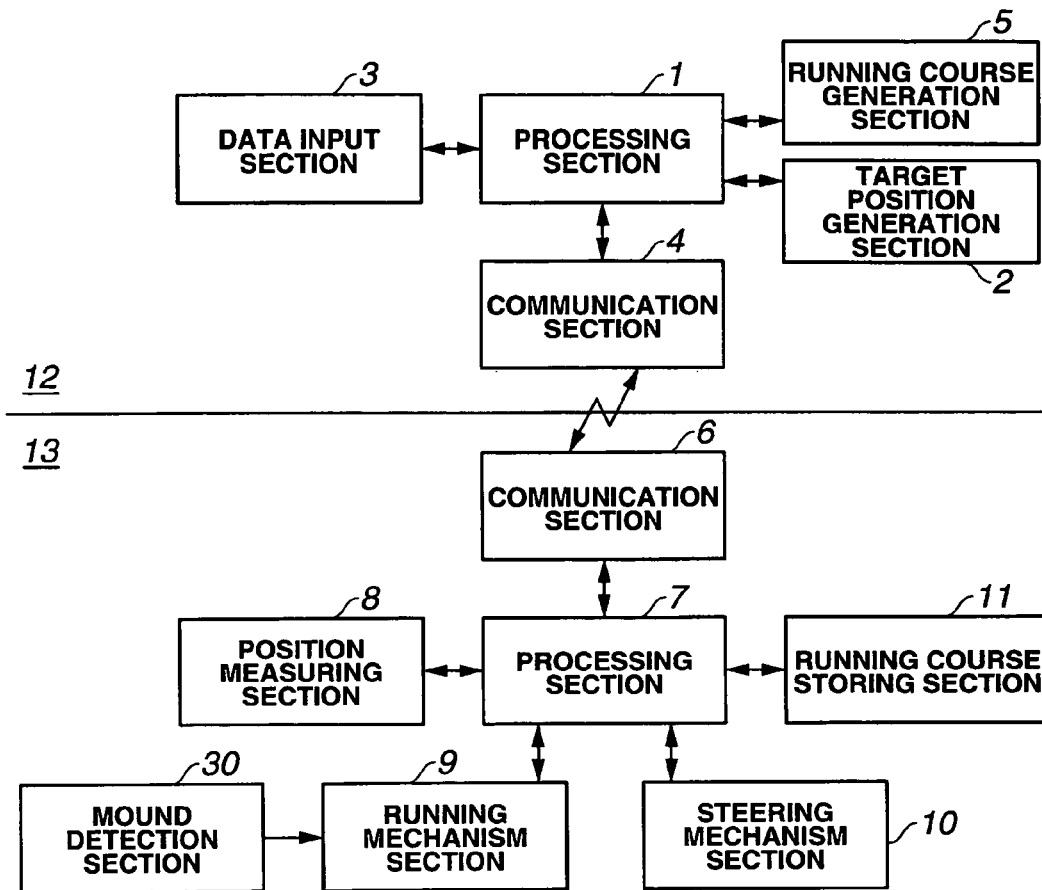 5
RUNNING COURSE
GENERATION
SECTION
3
DATA INPUT
SECTION
1
PROCESSING
SECTION
TARGET
POSITION
GENERATION
SECTION
2
4
COMMUNICATION
SECTION
12
13
6
COMMUNICATION
SECTION
8
POSITION
MEASURING
SECTION
7
PROCESSING
SECTION
11
RUNNING COURSE
STORING SECTION
30
MOUND
DETECTION
SECTION
9
RUNNING
MECHANISM
SECTION
STEERING
MECHANISM
SECTION
10